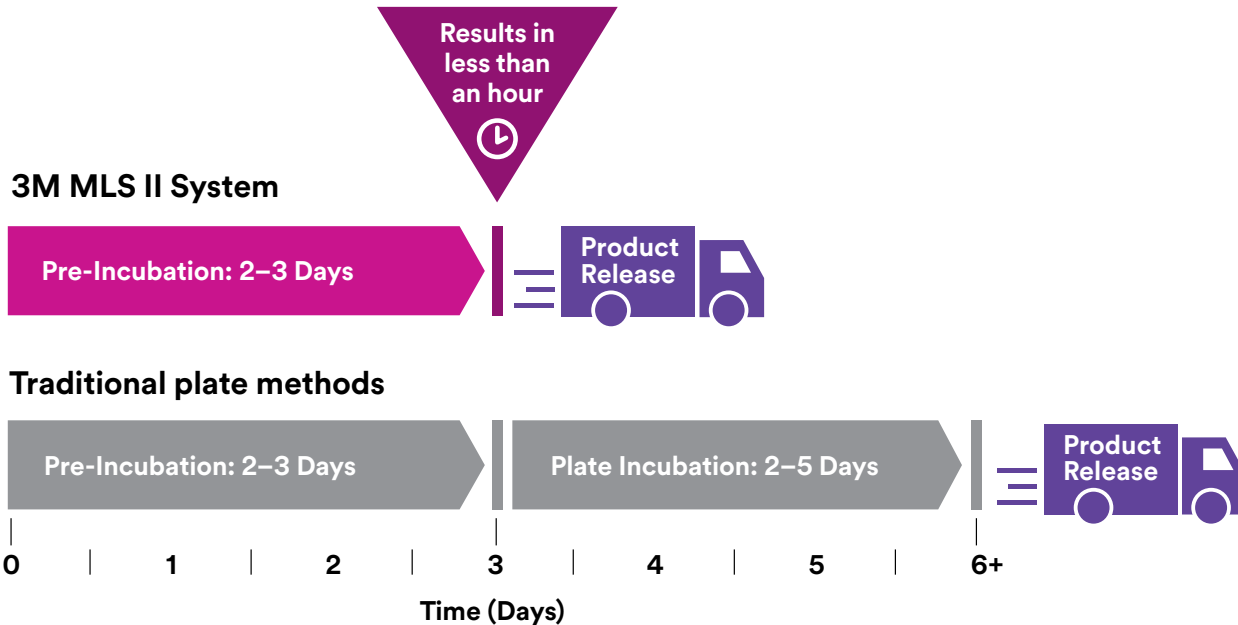 Results in
less than
an hour
3M MLS II System
Pre-Incubation: 2–3 Days
Product
Release
Traditional plate methods
Pre-Incubation: 2–3 Days
Plate Incubation: 2–5 Days
Product
Release
0 1 2 3 4 5 6+
Time (Days)